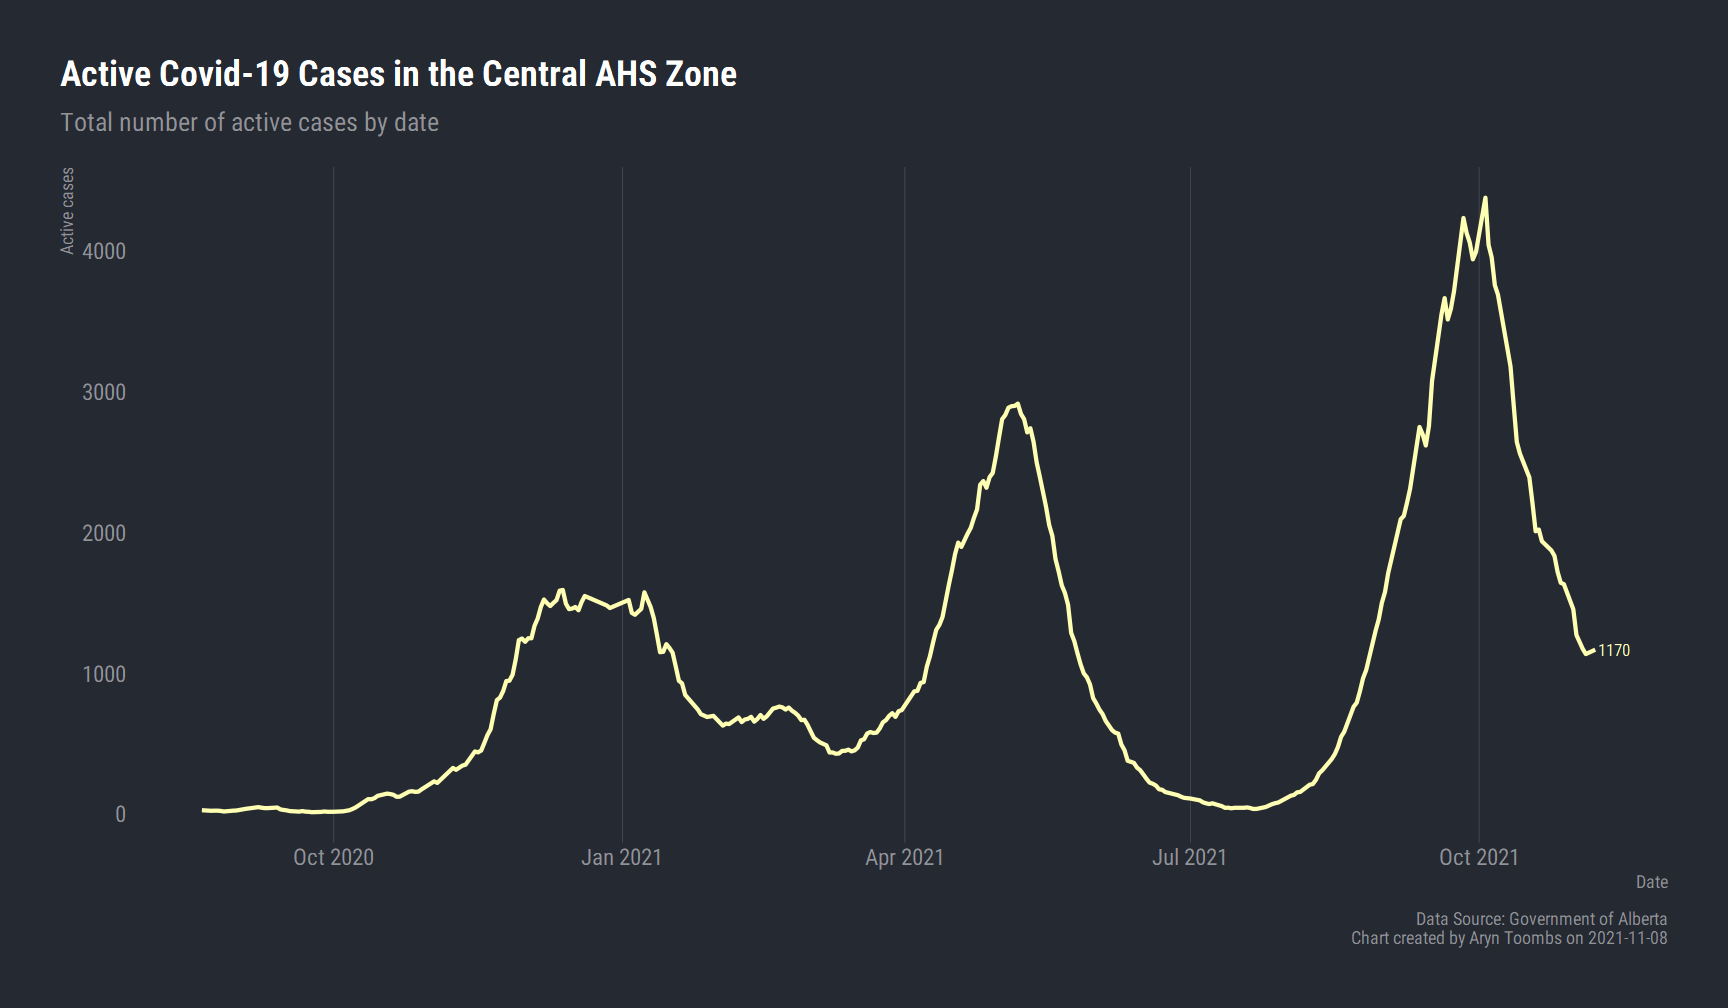 Active Covid-19 Cases in the Central AHS Zone
Total number of active cases by date
Active cases
4000
3000
2000
1000
0
1170
Oct 2020
Jan 2021
Apr 2021
Jul 2021
Oct 2021
Date
Data Source: Government of Alberta
Chart created by Aryn Toombs on 2021-11-08